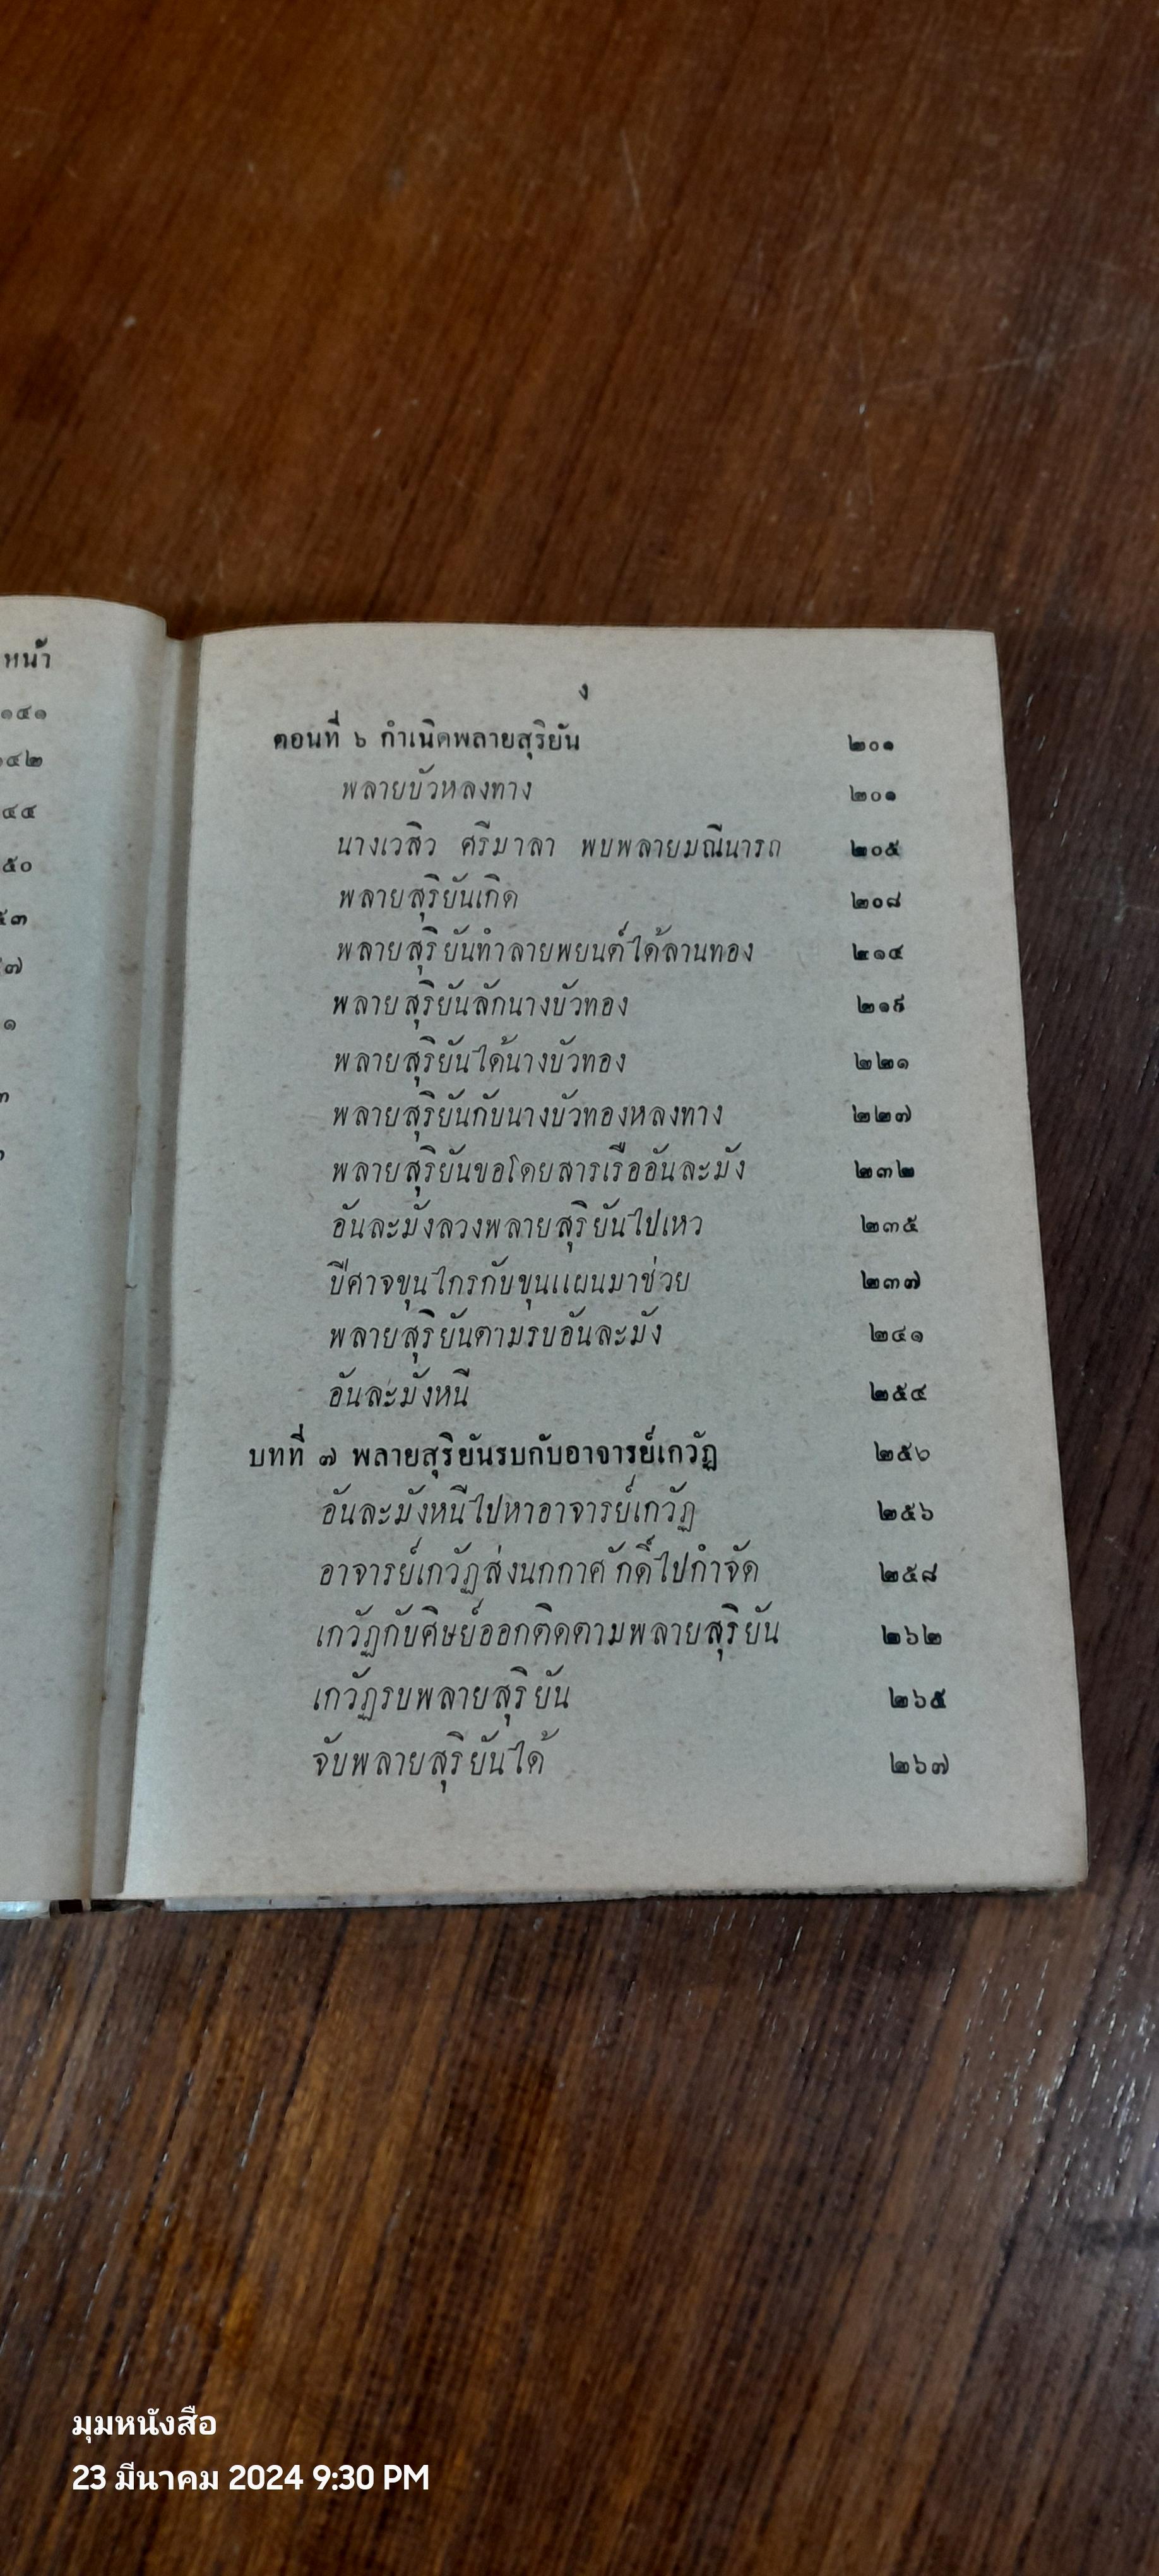 หน้า
๑๔๑
๑๔๒
๔๔
๕๐
๕๓
๗
๑
ง
ตอนที่ ๖ กำเนิดพลายสุริยัน ๒๐๑
พลายบัวหลงทาง ๒๐๑
นางเวสิว ศรีมาลา พบพลายมณีนารถ ๒๐๕
พลายสุริยันเกิด ๒๐๘
พลายสุริยันทำลายพยนต์ได้ลานทอง ๒๑๔
พลายสุริยันลักนางบัวทอง ๒๑๙
พลายสุริยันได้นางบัวทอง ๒๒๑
พลายสุริยันกับนางบัวทองหลงทาง ๒๒๗
พลายสุริยันขอโดยสารเรืออันละมัง ๒๓๒
อันละมังลวงพลายสุริยันไปเหว ๒๓๕
ปีศาจขุนไกรกับขุนแผนมาช่วย ๒๓๗
พลายสุริยันตามรบอันละมัง ๒๔๑
อันละมังหนี ๒๕๔
บทที่ ๗ พลายสุริยันรบกับอาจารย์เกวัฏ ๒๕๖
อันละมังหนีไปหาอาจารย์เกวัฏ ๒๕๖
อาจารย์เกวัฏส่งนกกาศักดิ์ไปกำจัด ๒๕๘
เกวัฏกับศิษย์ออกติดตามพลายสุริยัน ๒๖๒
เกวัฏรบพลายสุริยัน ๒๖๕
จับพลายสุริยันได้ ๒๖๗
มุมหนังสือ
23 มีนาคม 2024 9:30 PM